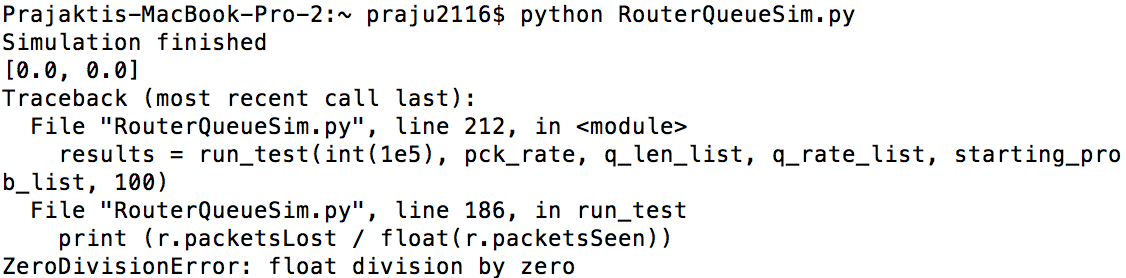 Prajaktis-MacBook-Pro-2:~ praju2116$ python RouterQueueSim.py
Simulation finished
[0.0, 0.0]
Traceback (most recent call last):
  File "RouterQueueSim.py", line 212, in <module>
    results = run_test(int(1e5), pck_rate, q_len_list, q_rate_list, starting_pro
b_list, 100)
  File "RouterQueueSim.py", line 186, in run_test
    print (r.packetsLost / float(r.packetsSeen))
ZeroDivisionError: float division by zero